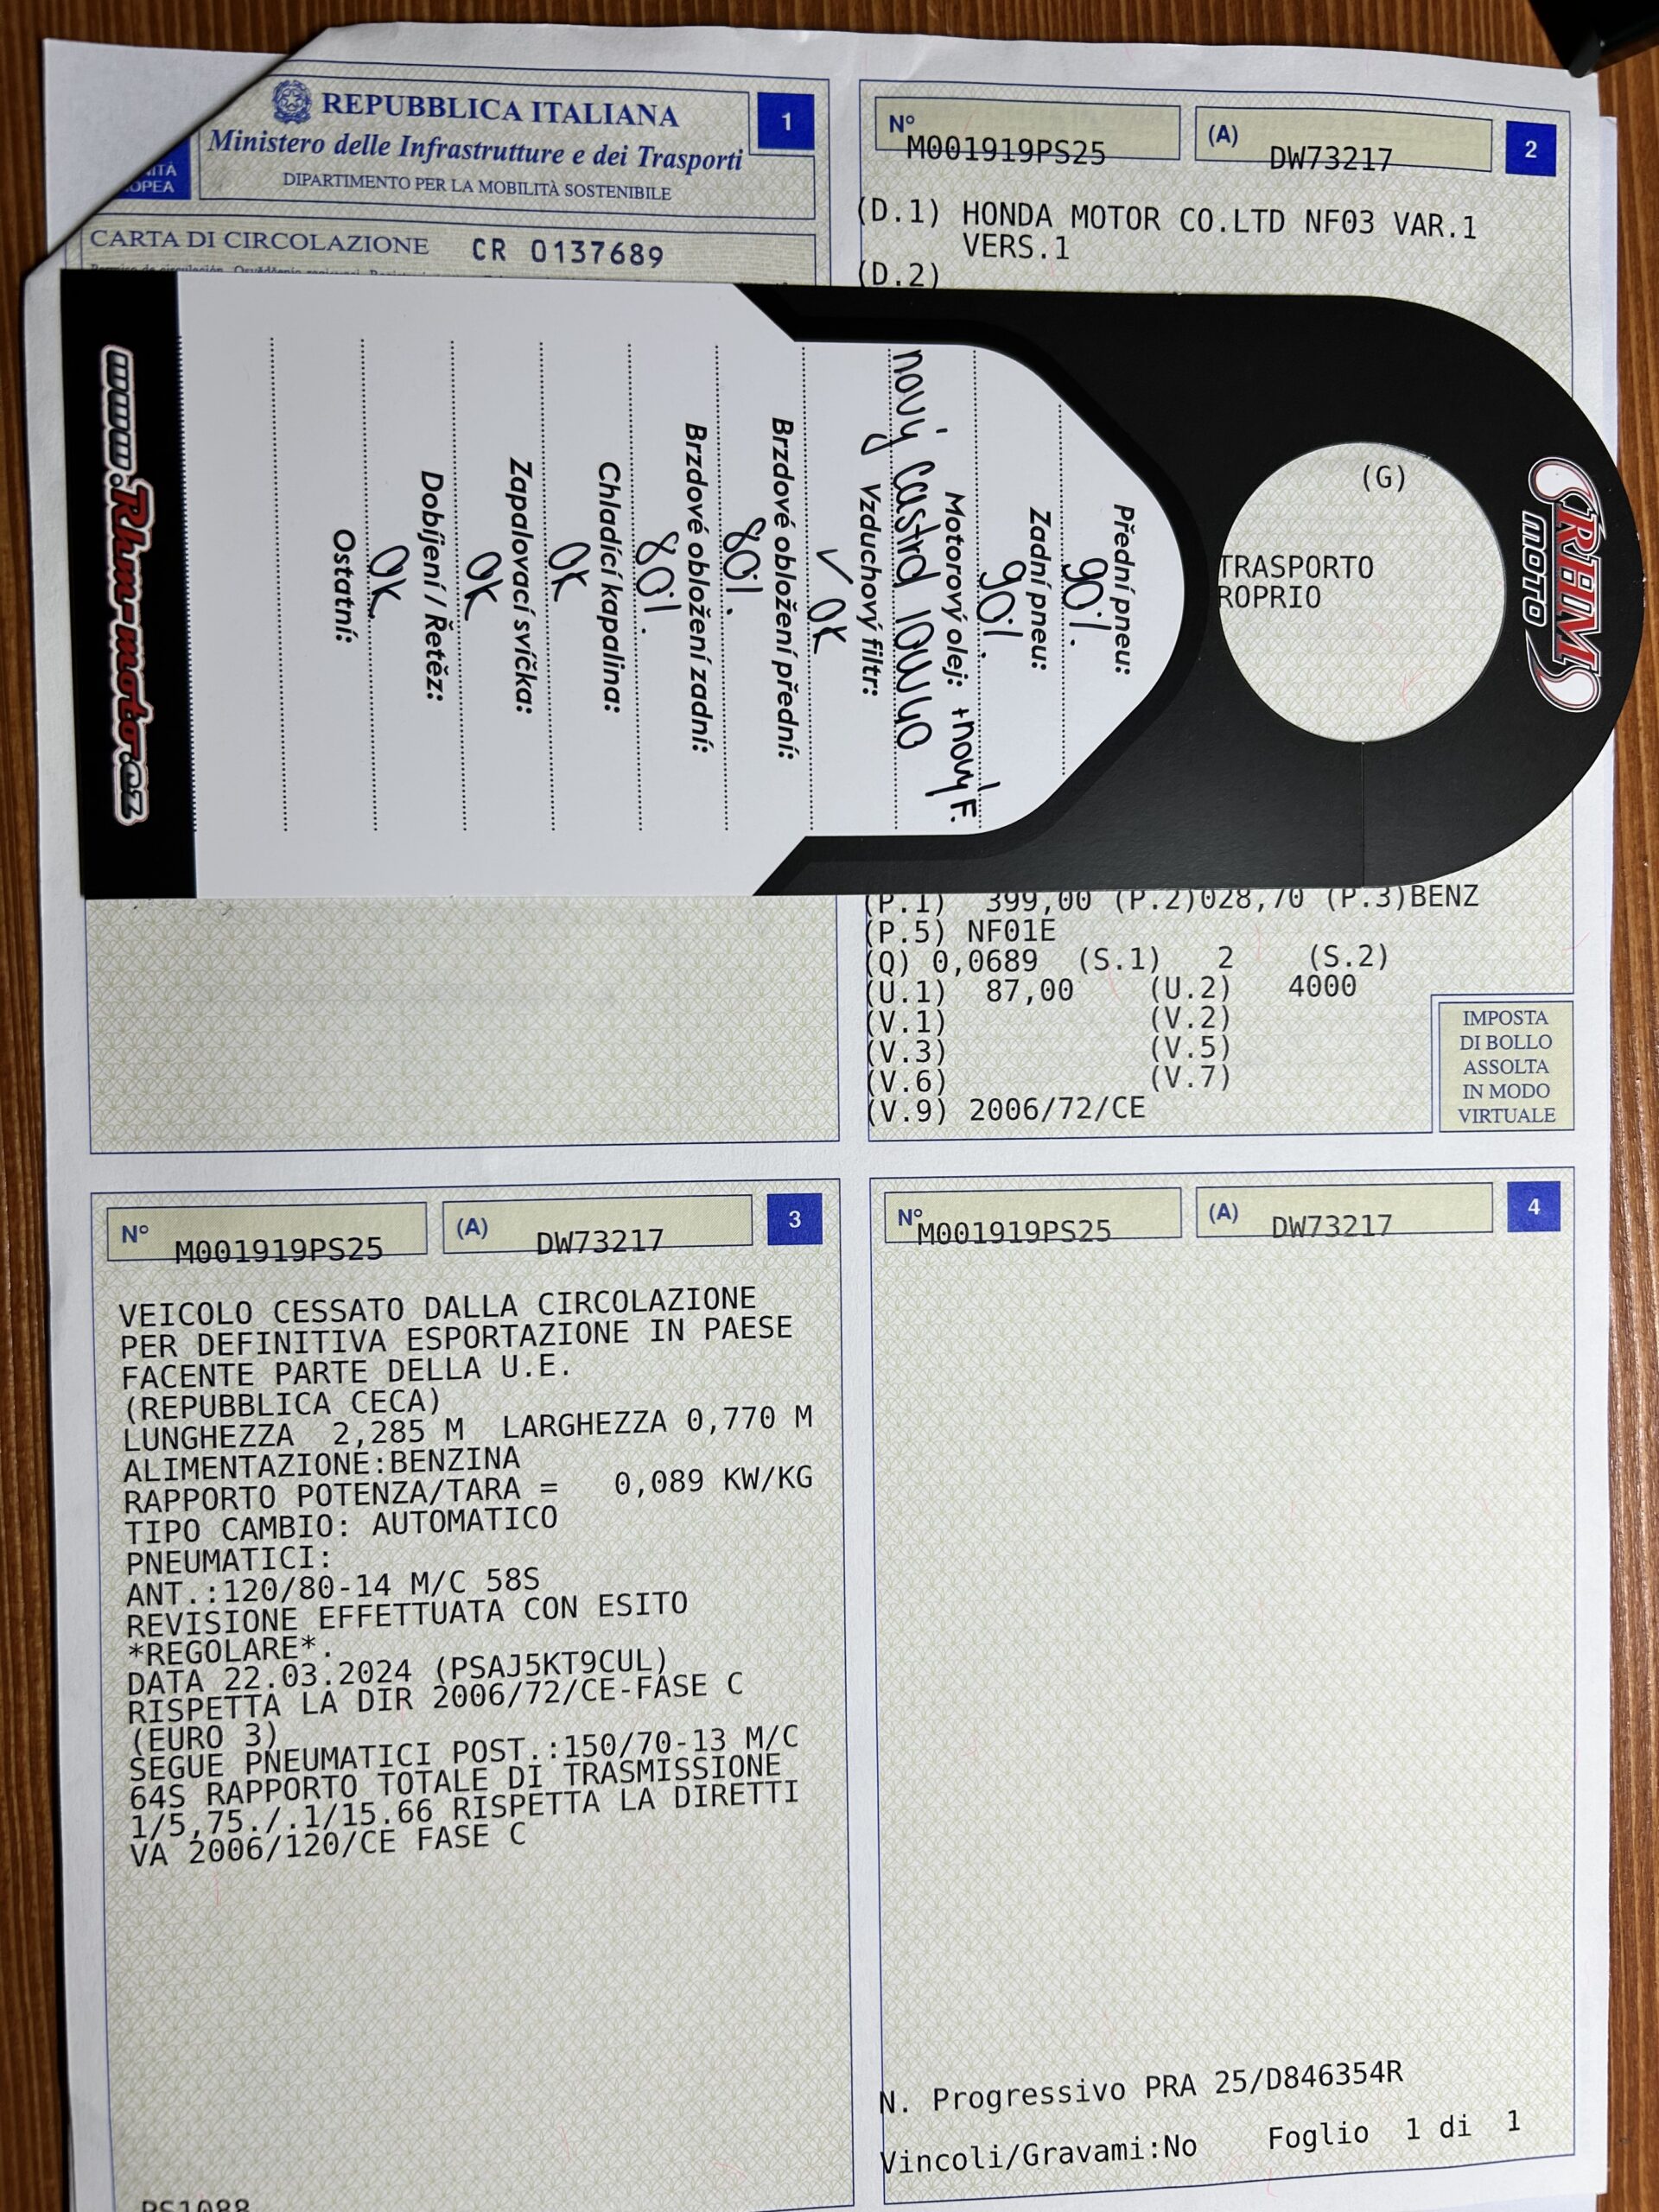 REPUBBLICA ITALIANA
Ministero delle Infrastrutture e dei Trasporti
DIPARTIMENTO PER LA MOBILITÀ SOSTENIBILE
1
CARTA DI CIRCOLAZIONE CR 0137689
N° M001919PS25 (A) DW73217 2
(D.1) HONDA MOTOR CO.LTD NF03 VAR.1
VERS.1
(D.2)
(G)
TRASPORTO
ROPRIO
RHM
MOTO
Přední pneu:
90%.
Zadní pneu:
90%.
Motorový olej: + nový F.
nový Castrol 10W40
Vzduchový filtr:
✓ OK
Brzdové obložení přední:
80%.
Brzdové obložení zadní:
80%.
Chladící kapalina:
OK
Zapalovací svíčka:
OK
Dobíjení / Řetěz:
OK
Ostatní:
www.Rhm-moto.cz
(P.1) 399,00 (P.2)028,70 (P.3)BENZ
(P.5) NF01E
(Q) 0,0689 (S.1) 2 (S.2)
(U.1) 87,00 (U.2) 4000
(V.1) (V.2)
(V.3) (V.5)
(V.6) (V.7)
(V.9) 2006/72/CE
IMPOSTA
DI BOLLO
ASSOLTA
IN MODO
VIRTUALE
N° M001919PS25 (A) DW73217 3
VEICOLO CESSATO DALLA CIRCOLAZIONE
PER DEFINITIVA ESPORTAZIONE IN PAESE
FACENTE PARTE DELLA U.E.
(REPUBBLICA CECA)
LUNGHEZZA 2,285 M LARGHEZZA 0,770 M
ALIMENTAZIONE:BENZINA
RAPPORTO POTENZA/TARA = 0,089 KW/KG
TIPO CAMBIO: AUTOMATICO
PNEUMATICI:
ANT.:120/80-14 M/C 58S
REVISIONE EFFETTUATA CON ESITO
*REGOLARE*.
DATA 22.03.2024 (PSAJ5KT9CUL)
RISPETTA LA DIR 2006/72/CE-FASE C
(EURO 3)
SEGUE PNEUMATICI POST.:150/70-13 M/C
64S RAPPORTO TOTALE DI TRASMISSIONE
1/5,75./.1/15.66 RISPETTA LA DIRETTI
VA 2006/120/CE FASE C
N° M001919PS25 (A) DW73217 4
N. Progressivo PRA 25/D846354R
Vincoli/Gravami:No Foglio 1 di 1
PS1088